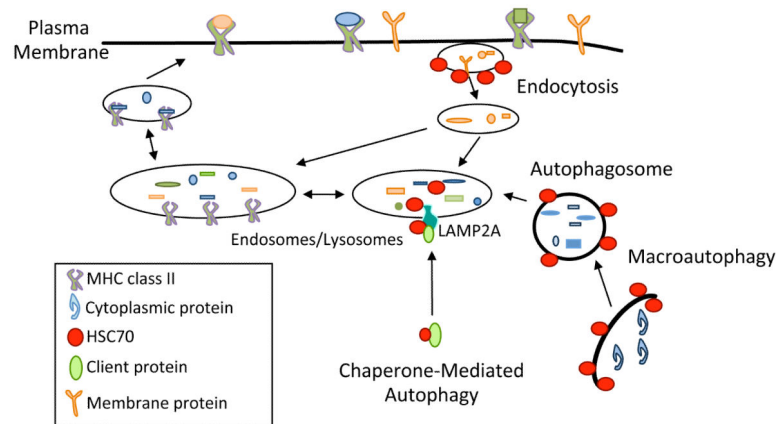 Plasma
Membrane
Endocytosis
Autophagosome
Endosomes/Lysosomes
LAMP2A
Macroautophagy
MHC class II
Cytoplasmic protein
HSC70
Client protein
Membrane protein
Chaperone-Mediated
Autophagy